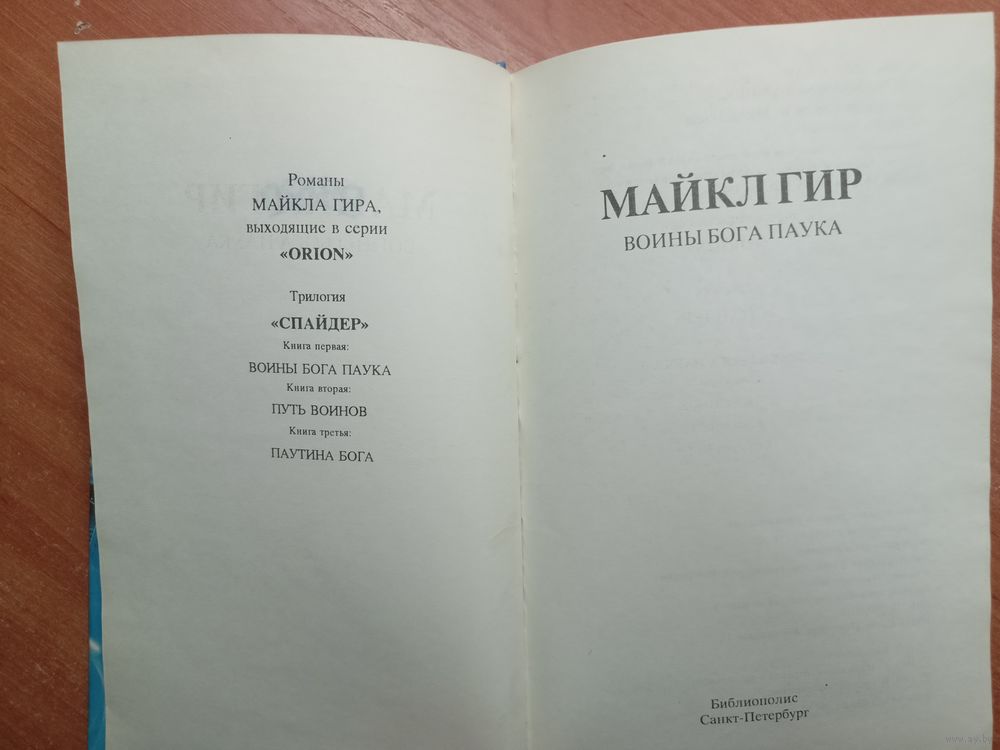 Романы
МАЙКЛА ГИРА,
выходящие в серии
«ORION»
Трилогия
«СПАЙДЕР»
Книга первая:
ВОИНЫ БОГА ПАУКА
Книга вторая:
ПУТЬ ВОИНОВ
Книга третья:
ПАУТИНА БОГА
МАЙКЛ ГИР
ВОИНЫ БОГА ПАУКА
Библиополис
Санкт-Петербург